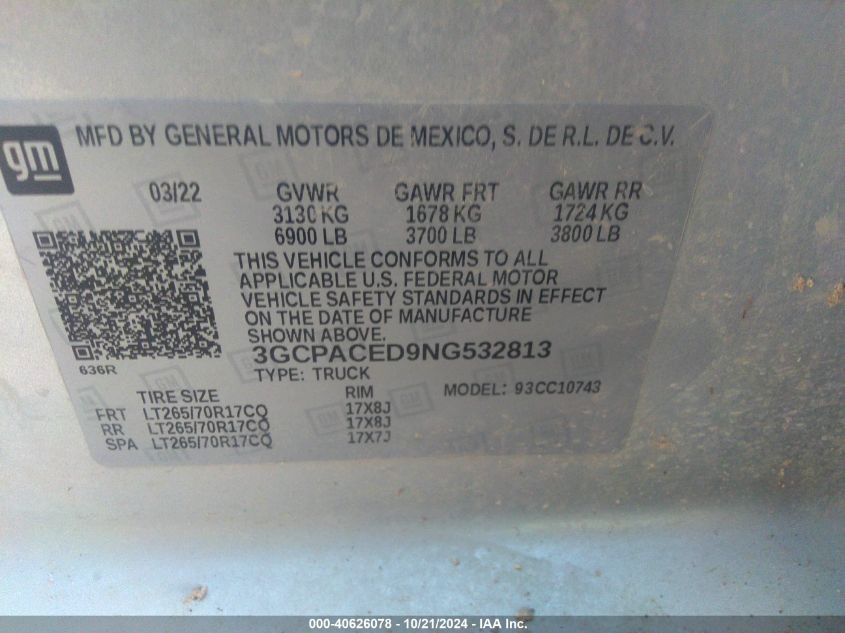 gm
MFD BY GENERAL MOTORS DE MEXICO, S. DE R.L. DE C.V.
03/22 GVWR GAWR FRT GAWR RR
3130 KG 1678 KG 1724 KG
6900 LB 3700 LB 3800 LB
THIS VEHICLE CONFORMS TO ALL
APPLICABLE U.S. FEDERAL MOTOR
VEHICLE SAFETY STANDARDS IN EFFECT
ON THE DATE OF MANUFACTURE
SHOWN ABOVE.
3GCPACED9NG532813
636R
TYPE: TRUCK
TIRE SIZE RIM MODEL: 93CC10743
FRT LT265/70R17CQ 17X8J
RR LT265/70R17CQ 17X8J
SPA LT265/70R17CQ 17X7J
000-40626078 - 10/21/2024 - IAA Inc.